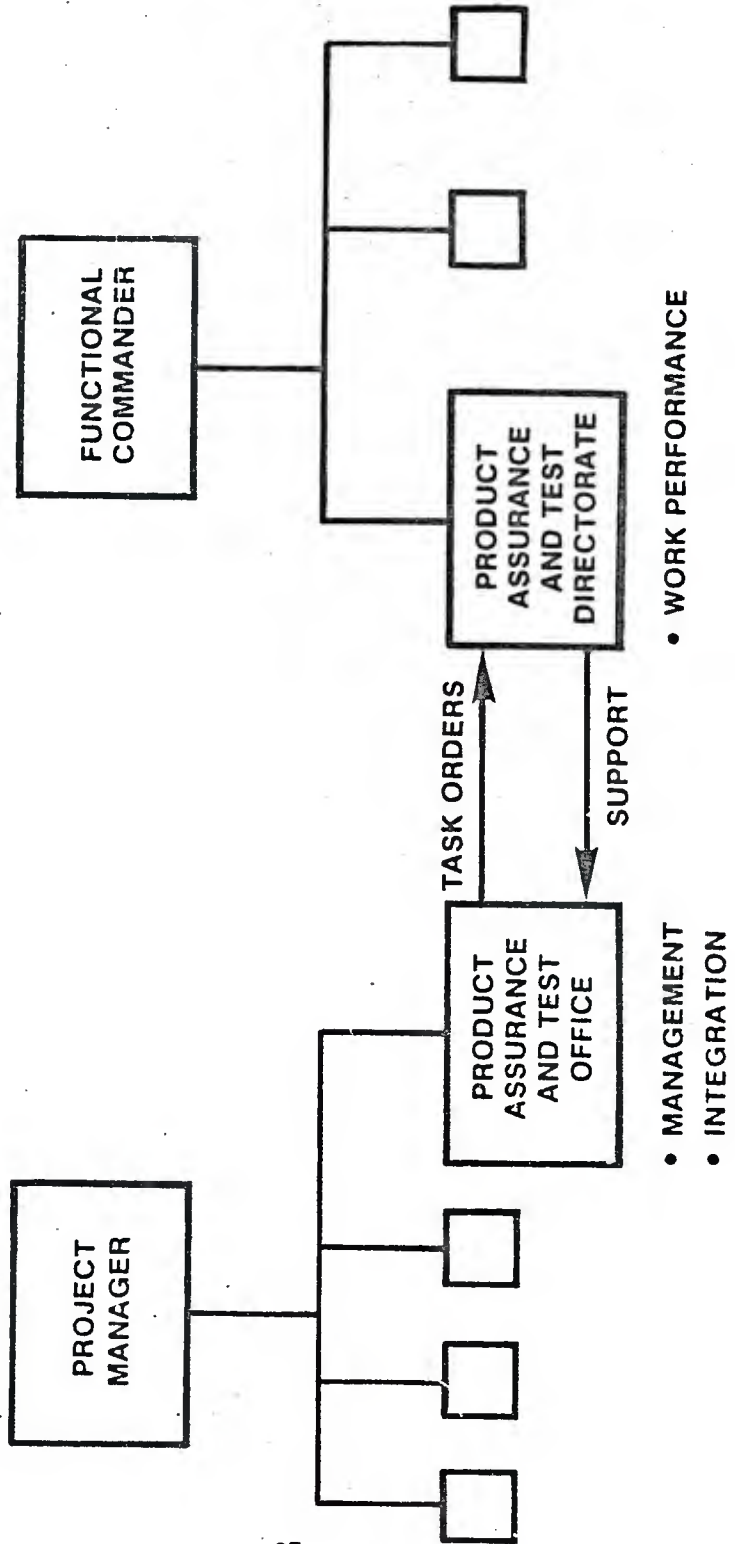 PROJECT
MANAGER
FUNCTIONAL
COMMANDER
PRODUCT
ASSURANCE
AND TEST
OFFICE
TASK ORDERS
SUPPORT
PRODUCT
ASSURANCE
AND TEST
DIRECTORATE
• MANAGEMENT
• INTEGRATION
• WORK PERFORMANCE